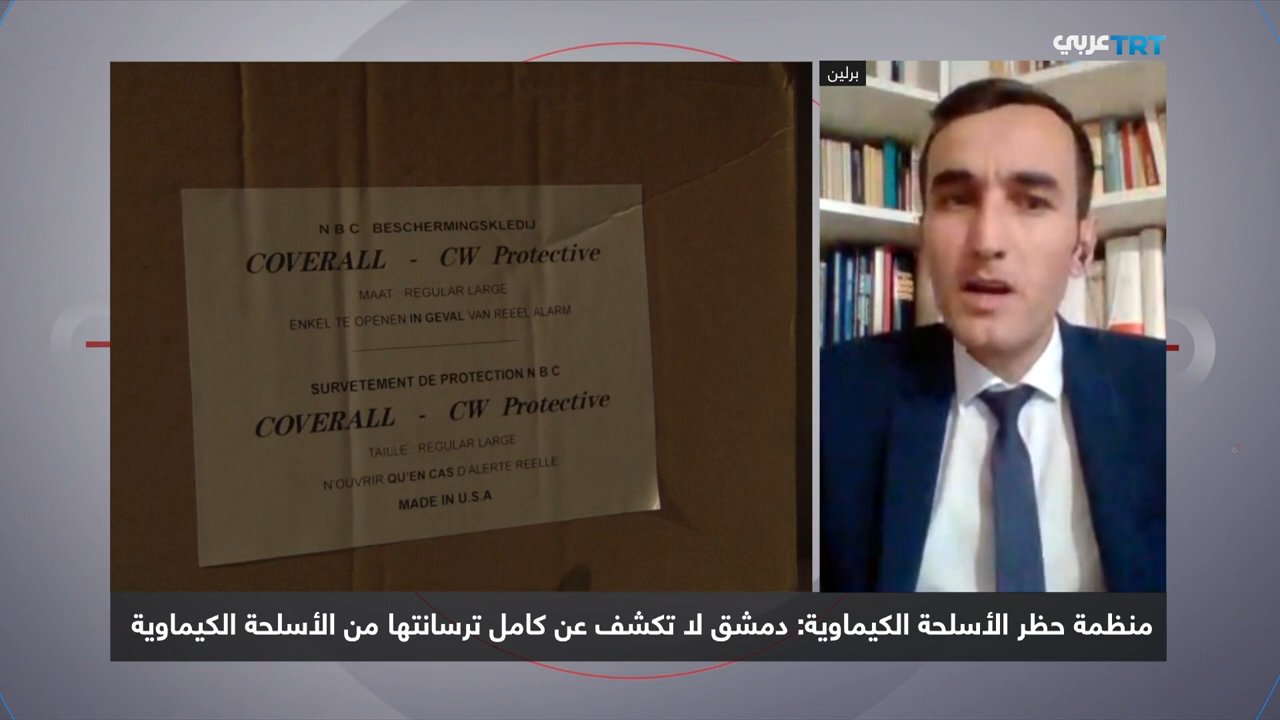 TRT عربي
برلين
NBC BESCHERMINGSKLEDIJ
COVERALL - CW Protective
MAAT : REGULAR LARGE
ENKEL TE OPENEN IN GEVAL VAN REEEL ALARM
SURVETEMENT DE PROTECTION NBC
COVERALL - CW Protective
TAILLE : REGULAR LARGE
N'OUVRIR QU'EN CAS D'ALERTE REELLE
MADE IN U.S.A
منظمة حظر الأسلحة الكيماوية: دمشق لا تكشف عن كامل ترسانتها من الأسلحة الكيماوية